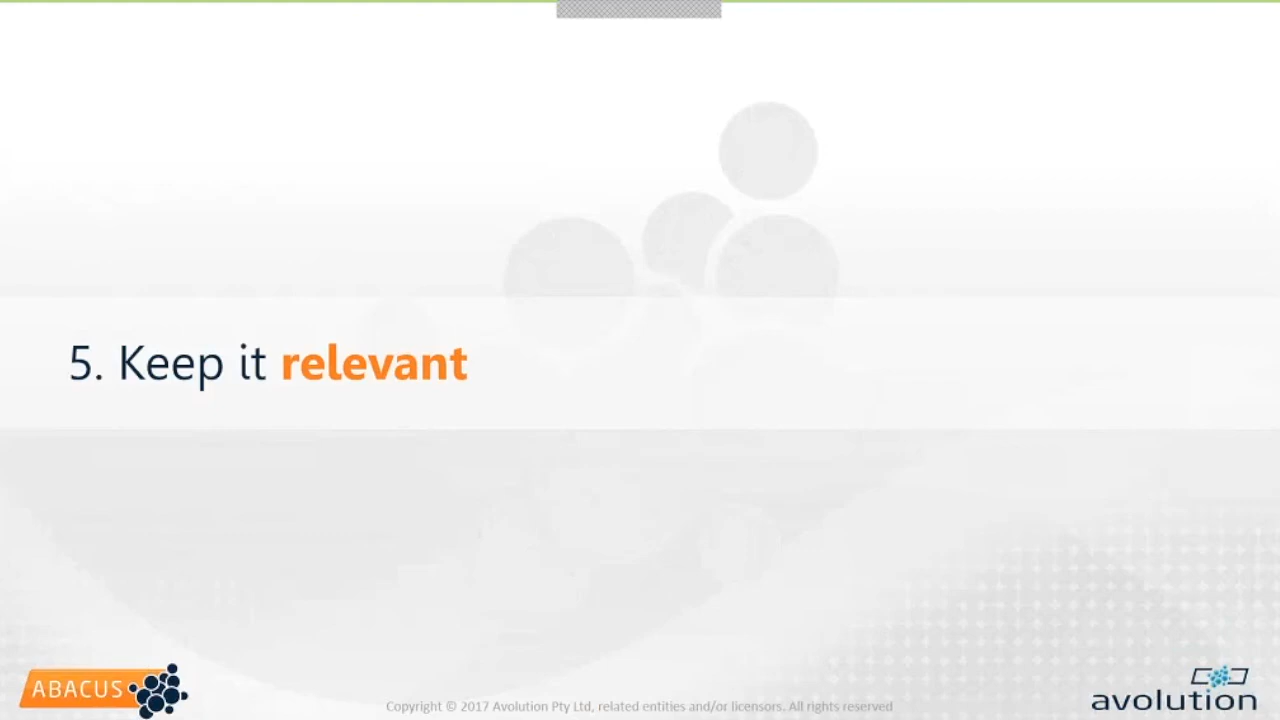 5. Keep it relevant
ABACUS
Copyright © 2017 Avolution Pty Ltd, related entities and/or licensors. All rights reserved
avolution